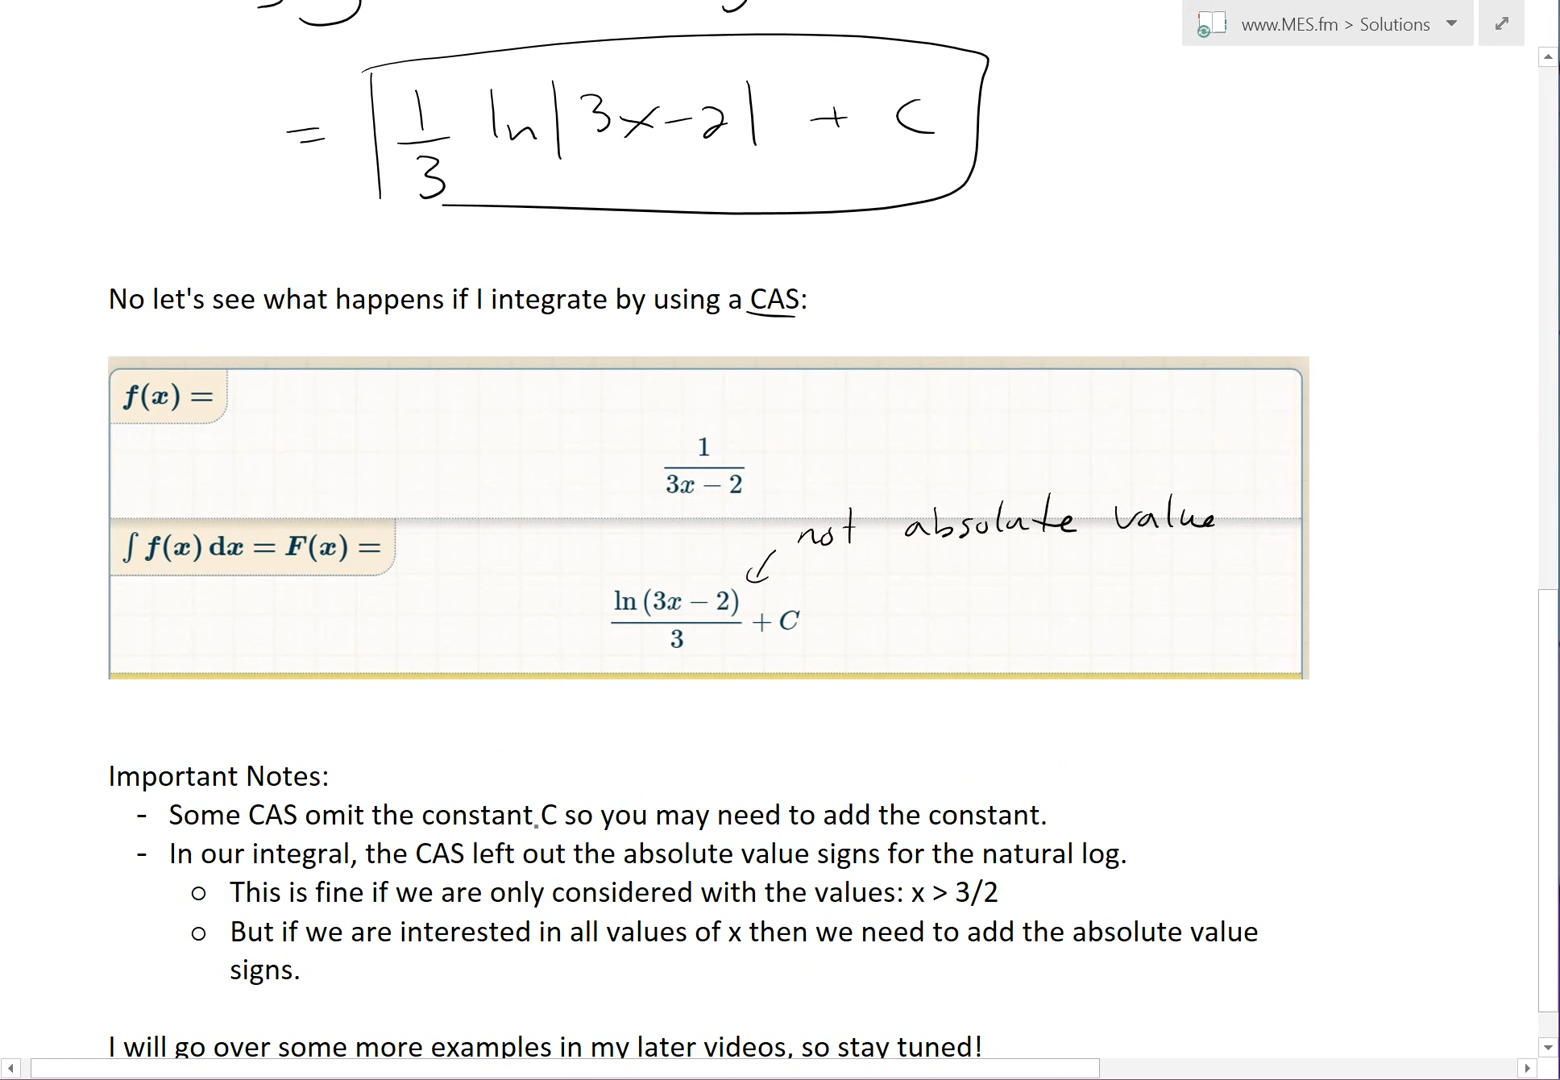 www.MES.fm > Solutions
= 1/3 ln|3x-2| + C
No let's see what happens if I integrate by using a CAS:
f(x) =
1
3x − 2
not absolute value
∫ f(x) dx = F(x) =
ln (3x − 2)
3
+ C
Important Notes:
- Some CAS omit the constant C so you may need to add the constant.
- In our integral, the CAS left out the absolute value signs for the natural log.
o This is fine if we are only considered with the values: x > 3/2
o But if we are interested in all values of x then we need to add the absolute value
signs.
I will go over some more examples in my later videos, so stay tuned!